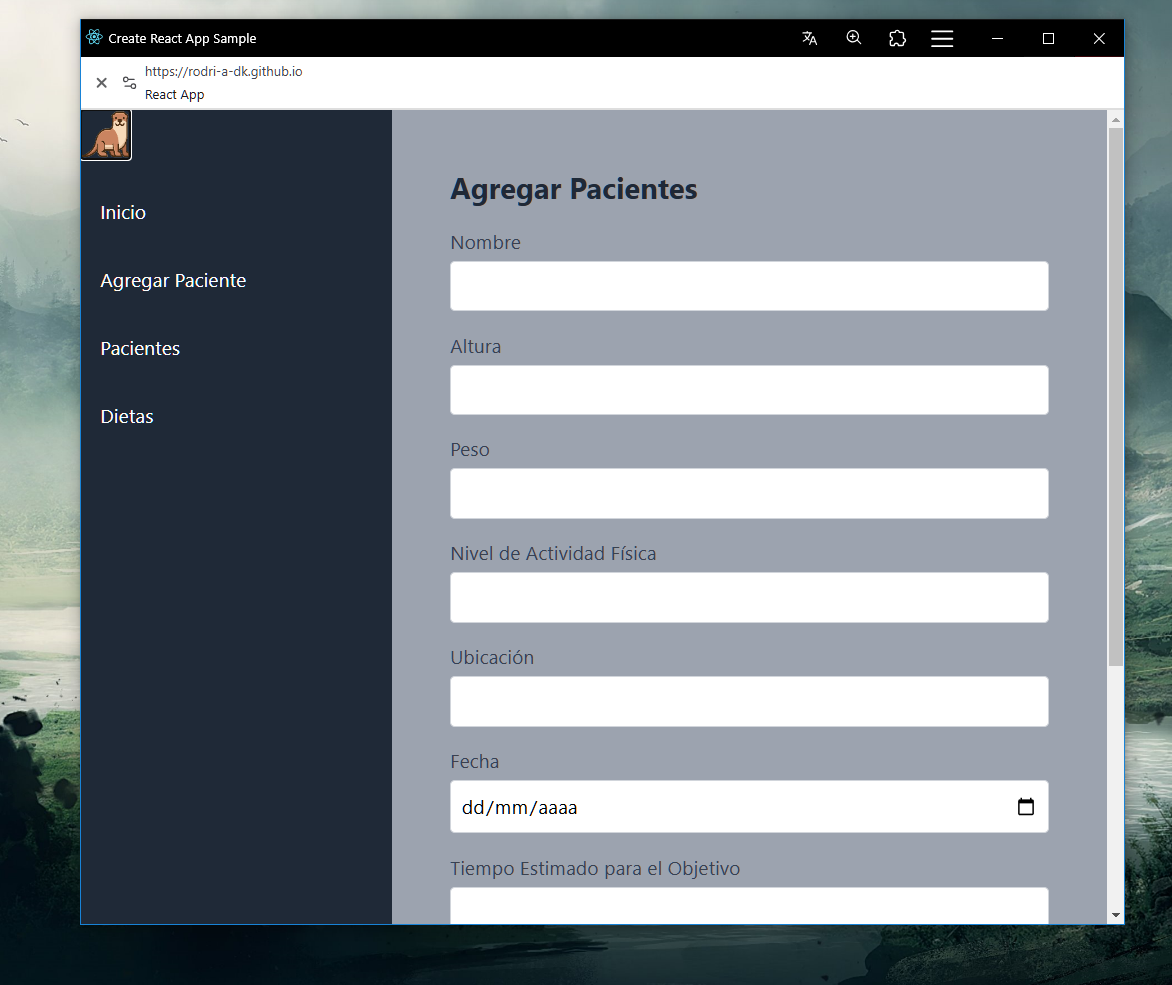 Create React App Sample
https://rodri-a-dk.github.io
React App
Inicio
Agregar Paciente
Pacientes
Dietas
Agregar Pacientes
Nombre
Altura
Peso
Nivel de Actividad Física
Ubicación
Fecha
dd/mm/aaaa
Tiempo Estimado para el Objetivo